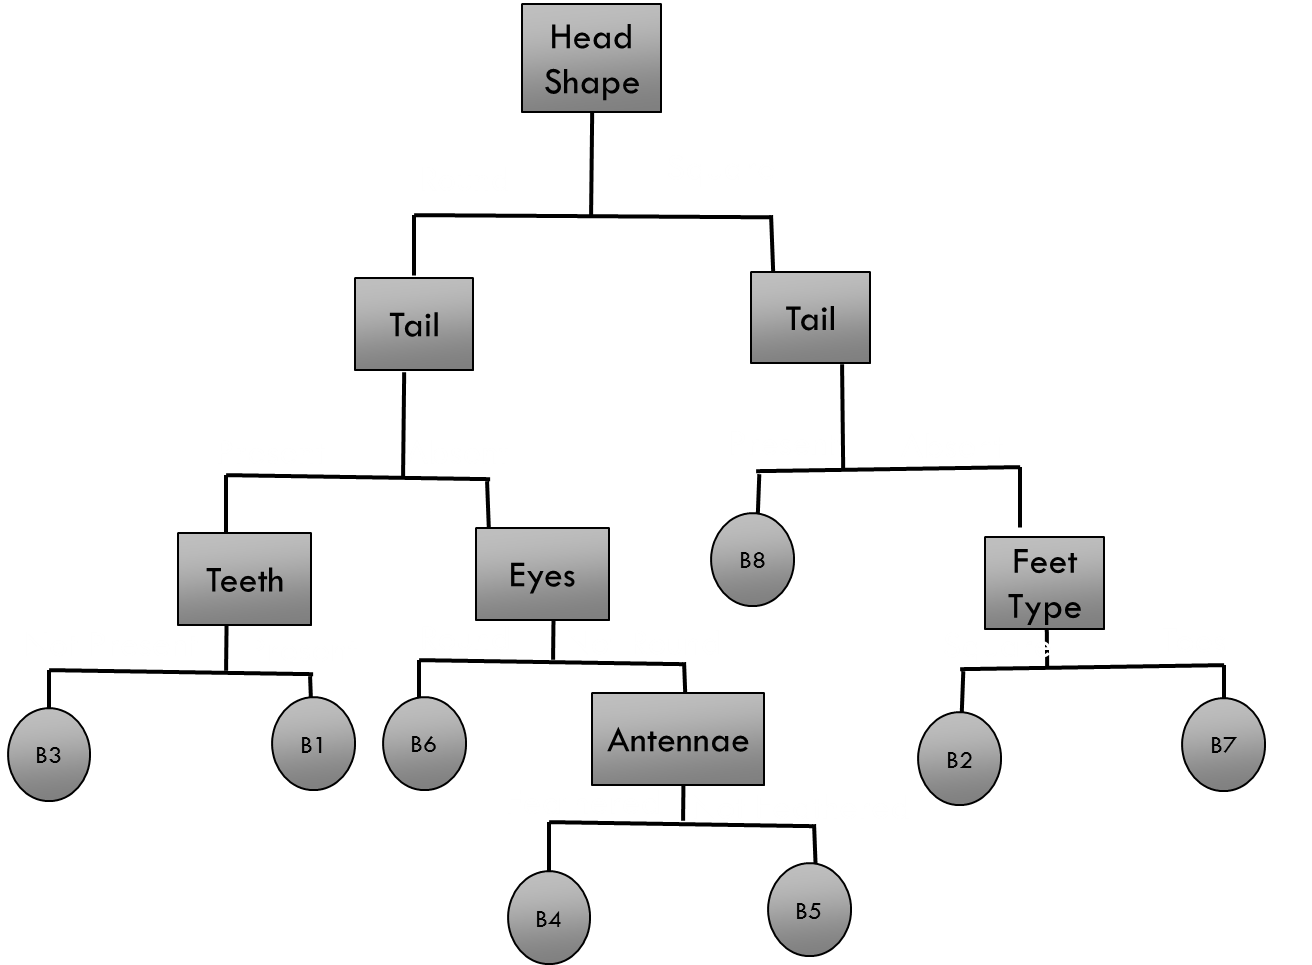 Head
Shape
Tail
Tail
Teeth
Eyes
B8
Feet
Type
B3
B1
B6
Antennae
B2
B7
B4
B5